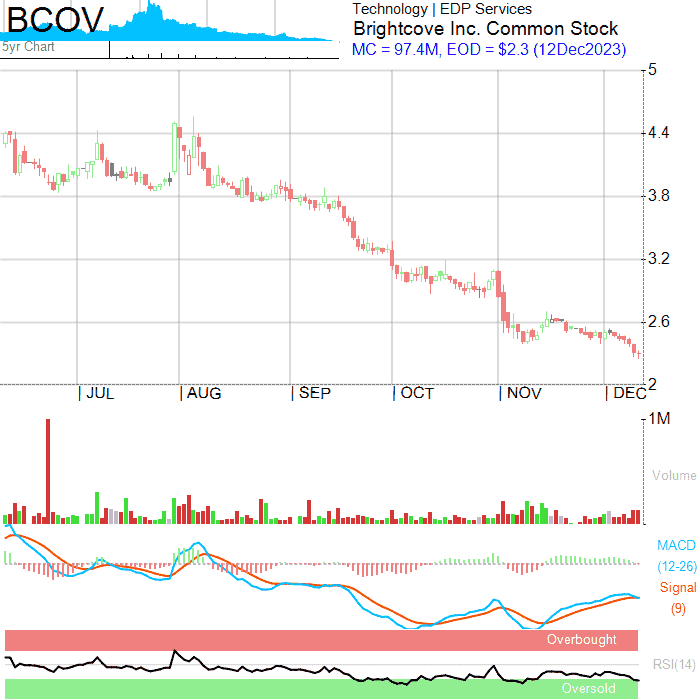 BCOV
5yr Chart
Technology | EDP Services
Brightcove Inc. Common Stock
MC = 97.4M, EOD = $2.3 (12Dec2023)
5
4.4
3.8
3.2
2.6
2
| JUL | AUG | SEP | OCT | NOV | DEC
1M
Volume
MACD
(12-26)
Signal
(9)
Overbought
RSI(14)
Oversold